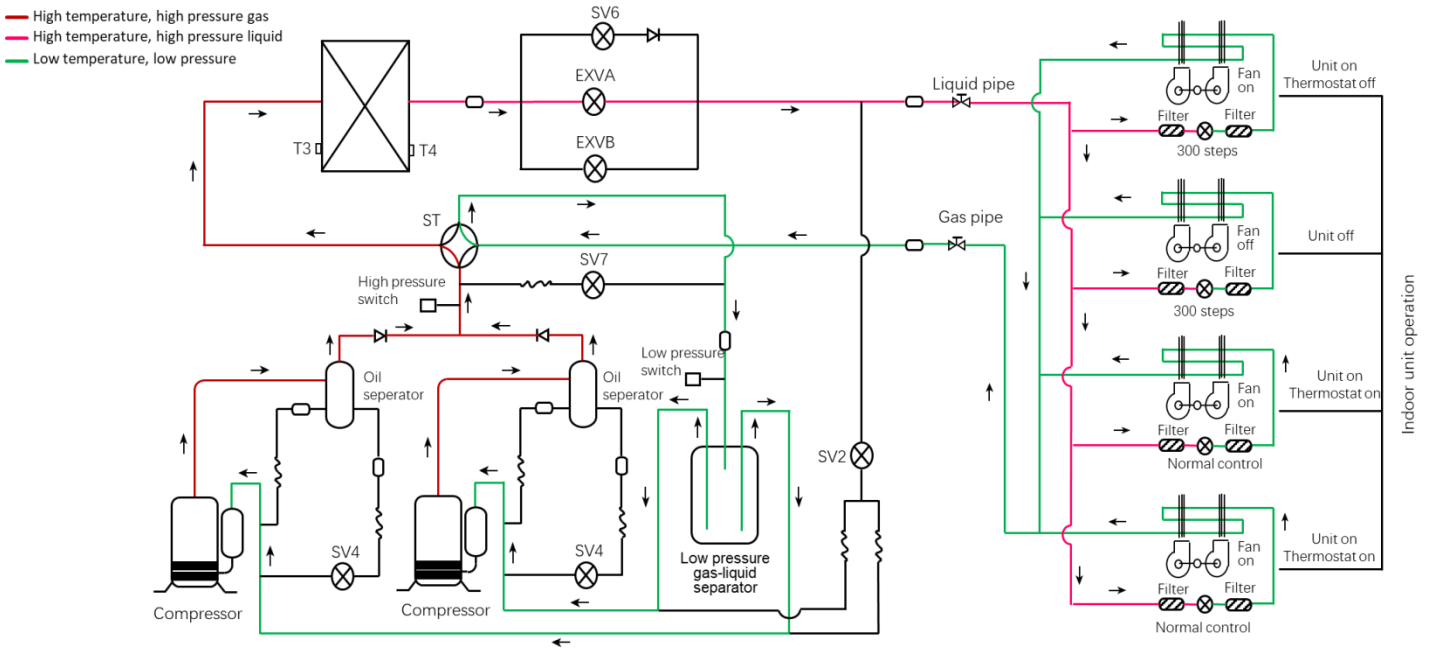 High temperature, high pressure gas
High temperature, high pressure liquid
Low temperature, low pressure
SV6
EXVA
EXVB
T3
T4
Liquid pipe
ST
Gas pipe
SV7
High pressure
switch
Low pressure
switch
Oil
seperator
Oil
seperator
SV4
SV4
SV2
Compressor
Compressor
Low pressure
gas-liquid
separator
Fan
on
Filter
Filter
300 steps
Unit on
Thermostat off
Fan
off
Filter
Filter
300 steps
Unit off
Fan
on
Filter
Filter
Normal control
Unit on
Thermostat on
Fan
on
Filter
Filter
Normal control
Unit on
Thermostat on
Indoor unit operation